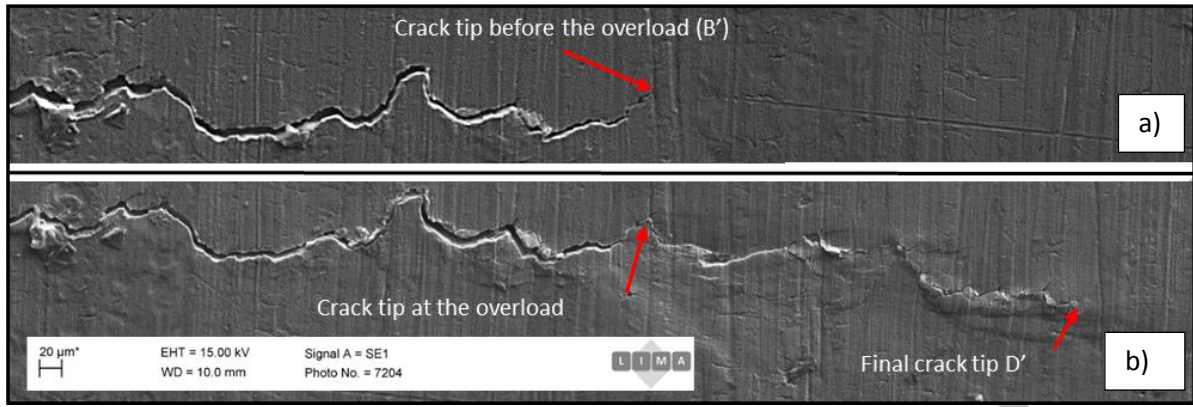 Crack tip before the overload (B’)
a)
Crack tip at the overload
20 µm*
EHT = 15.00 kV
Signal A = SE1
WD = 10.0 mm
Photo No. = 7204
L I M A
Final crack tip D’
b)